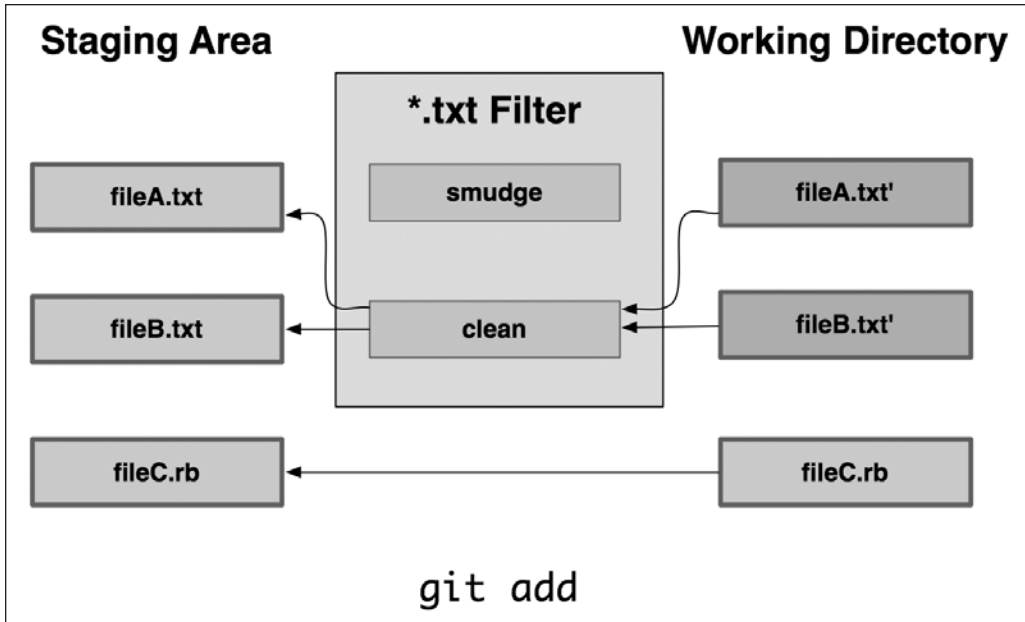 Staging Area
Working Directory
*.txt Filter
fileA.txt
smudge
fileA.txt'
fileB.txt
clean
fileB.txt'
fileC.rb
fileC.rb
git add